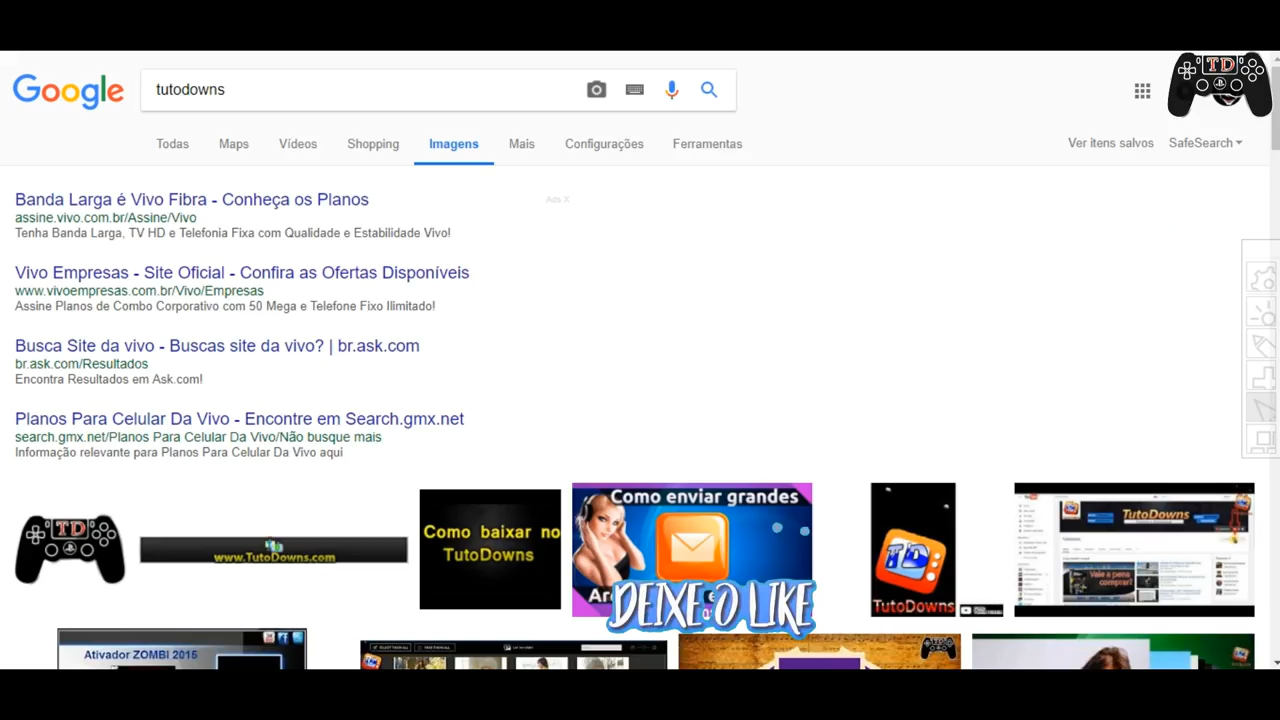 Google
tutodowns
TD
Todas Maps Vídeos Shopping Imagens Mais Configurações Ferramentas
Ver itens salvos SafeSearch
Banda Larga é Vivo Fibra - Conheça os Planos
Ads X
assine.vivo.com.br/Assine/Vivo
Tenha Banda Larga, TV HD e Telefonia Fixa com Qualidade e Estabilidade Vivo!
Vivo Empresas - Site Oficial - Confira as Ofertas Disponíveis
www.vivoempresas.com.br/Vivo/Empresas
Assine Planos de Combo Corporativo com 50 Mega e Telefone Fixo Ilimitado!
Busca Site da vivo - Buscas site da vivo? | br.ask.com
br.ask.com/Resultados
Encontra Resultados em Ask.com!
Planos Para Celular Da Vivo - Encontre em Search.gmx.net
search.gmx.net/Planos Para Celular Da Vivo/Não busque mais
Informação relevante para Planos Para Celular Da Vivo aqui
TD
www.TutoDowns.com
Como baixar no
TutoDowns
Como enviar grandes
DEIXE O LIKE
TD
TutoDowns
TutoDowns
Vale a pena
comprar?
Ativador ZOMBI 2015